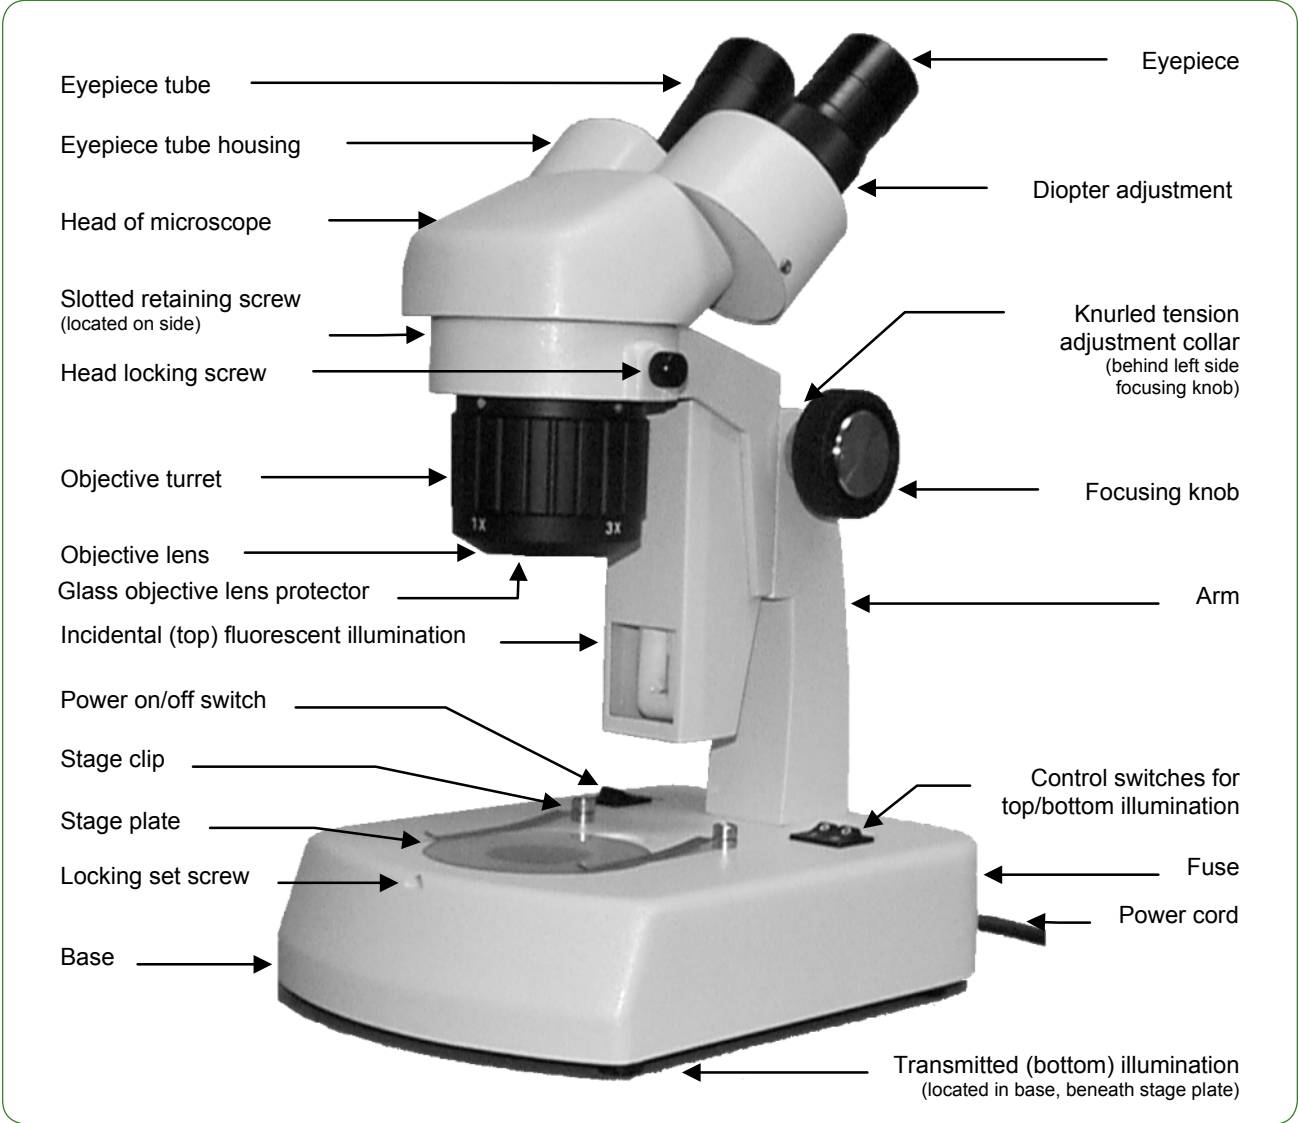 Eyepiece tube
Eyepiece tube housing
Head of microscope
Slotted retaining screw
(located on side)
Head locking screw
Objective turret
1X
3X
Objective lens
Glass objective lens protector
Incidental (top) fluorescent illumination
Power on/off switch
Stage clip
Stage plate
Locking set screw
Base
Eyepiece
Diopter adjustment
Knurled tension
adjustment collar
(behind left side
focusing knob)
Focusing knob
Arm
Control switches for
top/bottom illumination
Fuse
Power cord
Transmitted (bottom) illumination
(located in base, beneath stage plate)